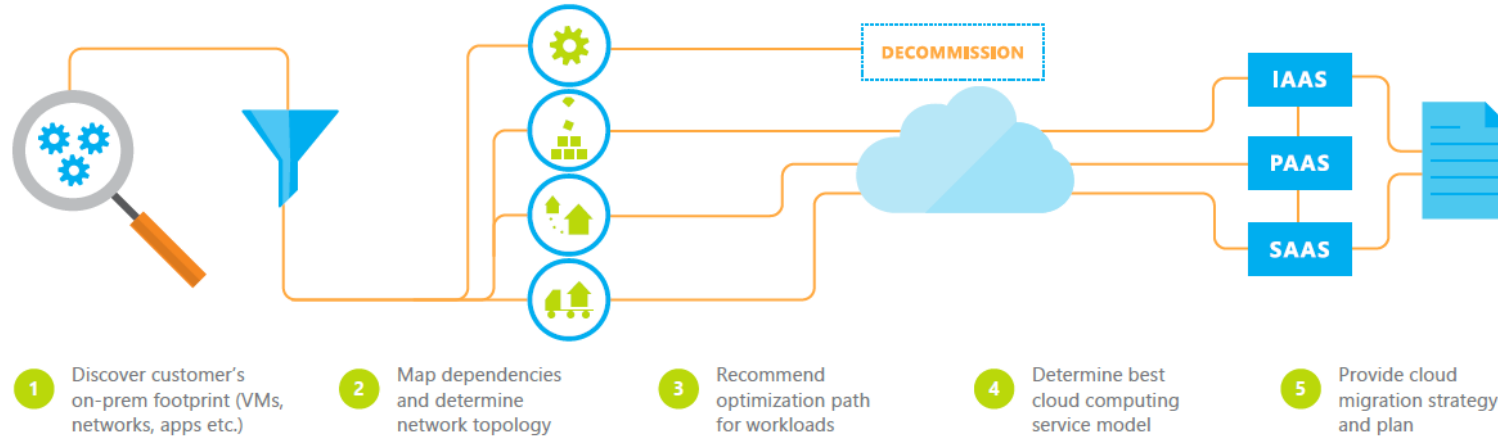 DECOMMISSION
IAAS
PAAS
SAAS
1
Discover customer's
on-prem footprint (VMs,
networks, apps etc.)
2
Map dependencies
and determine
network topology
3
Recommend
optimization path
for workloads
4
Determine best
cloud computing
service model
5
Provide cloud
migration strategy
and plan